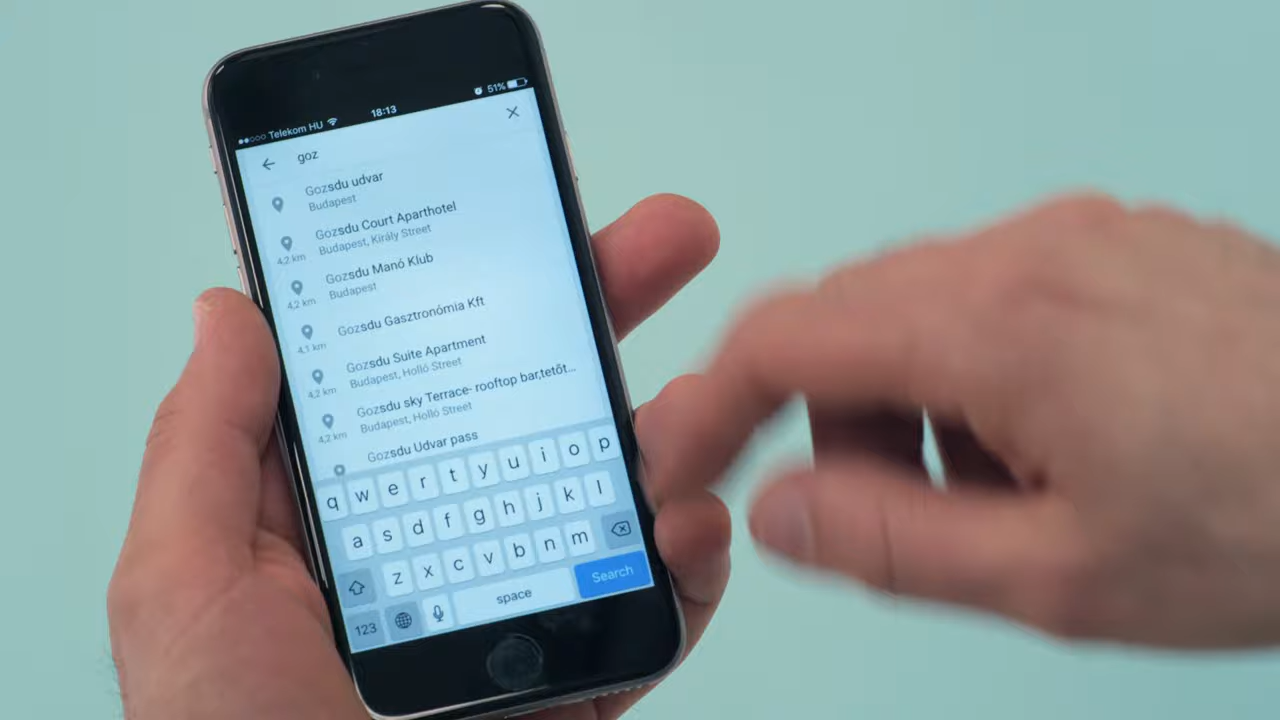 Telekom HU 18:13 51%
goz
Gozsdu udvar
Budapest
Gozsdu Court Aparthotel
Budapest, Király Street
4,2 km
Gozsdu Manó Klub
Budapest
4,2 km
Gozsdu Gasztronómia Kft
4,1 km
Gozsdu Suite Apartment
Budapest, Holló Street
4,2 km
Gozsdu sky Terrace- rooftop bar,tetőt...
Budapest, Holló Street
4,2 km
Gozsdu Udvar pass
q w e r t y u i o p
a s d f g h j k l
z x c v b n m
123 space Search